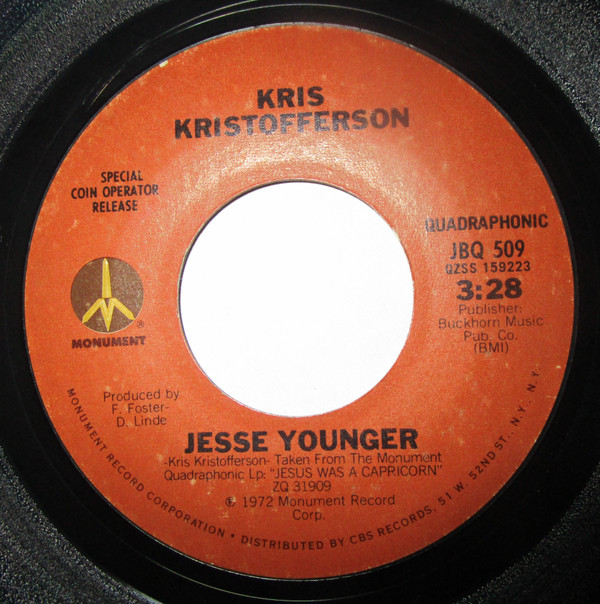 KRIS
KRISTOFFERSON
SPECIAL
COIN OPERATOR
RELEASE
QUADRAPHONIC
JBQ 509
QZSS 159223
3:28
Publisher:
Buckhorn Music
Pub. Co.
(BMI)
®
MONUMENT
Produced by
F. Foster-
D. Linde
JESSE YOUNGER
-Kris Kristofferson- Taken From The Monument
Quadraphonic Lp: "JESUS WAS A CAPRICORN"
ZQ 31909
℗ 1972 Monument Record
Corp.
MONUMENT RECORD CORPORATION • DISTRIBUTED BY CBS RECORDS, 51 W. 52ND ST. N.Y., N.Y.